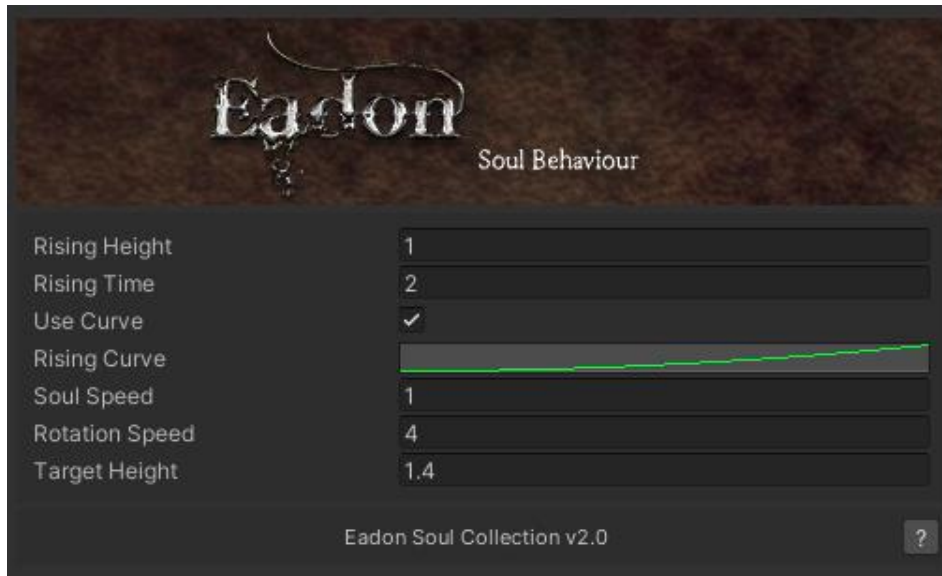 Eadon
Soul Behaviour
Rising Height 1
Rising Time 2
Use Curve
Rising Curve
Soul Speed 1
Rotation Speed 4
Target Height 1.4
Eadon Soul Collection v2.0 ?